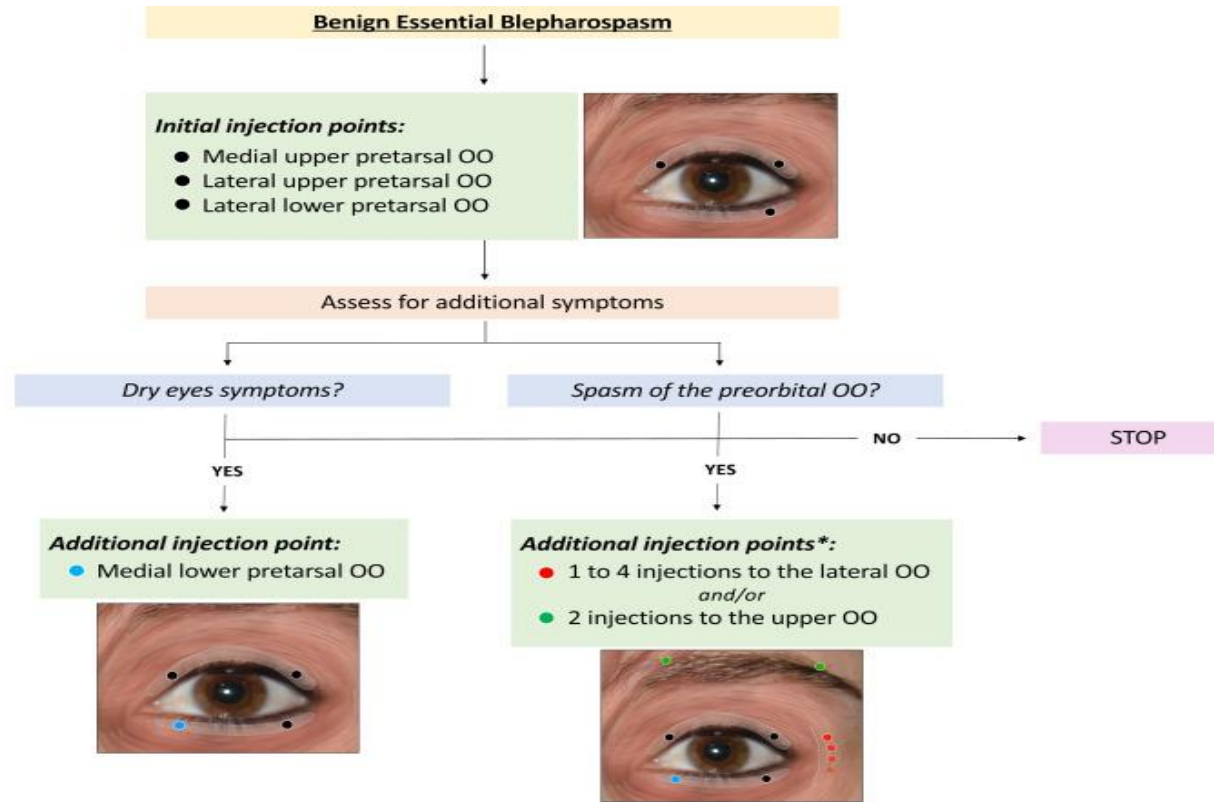 Benign Essential Blepharospasm
Initial injection points:
● Medial upper pretarsal OO
● Lateral upper pretarsal OO
● Lateral lower pretarsal OO
Assess for additional symptoms
Dry eyes symptoms?
Spasm of the preorbital OO?
NO
STOP
YES
YES
Additional injection point:
● Medial lower pretarsal OO
Additional injection points*:
● 1 to 4 injections to the lateral OO
and/or
● 2 injections to the upper OO